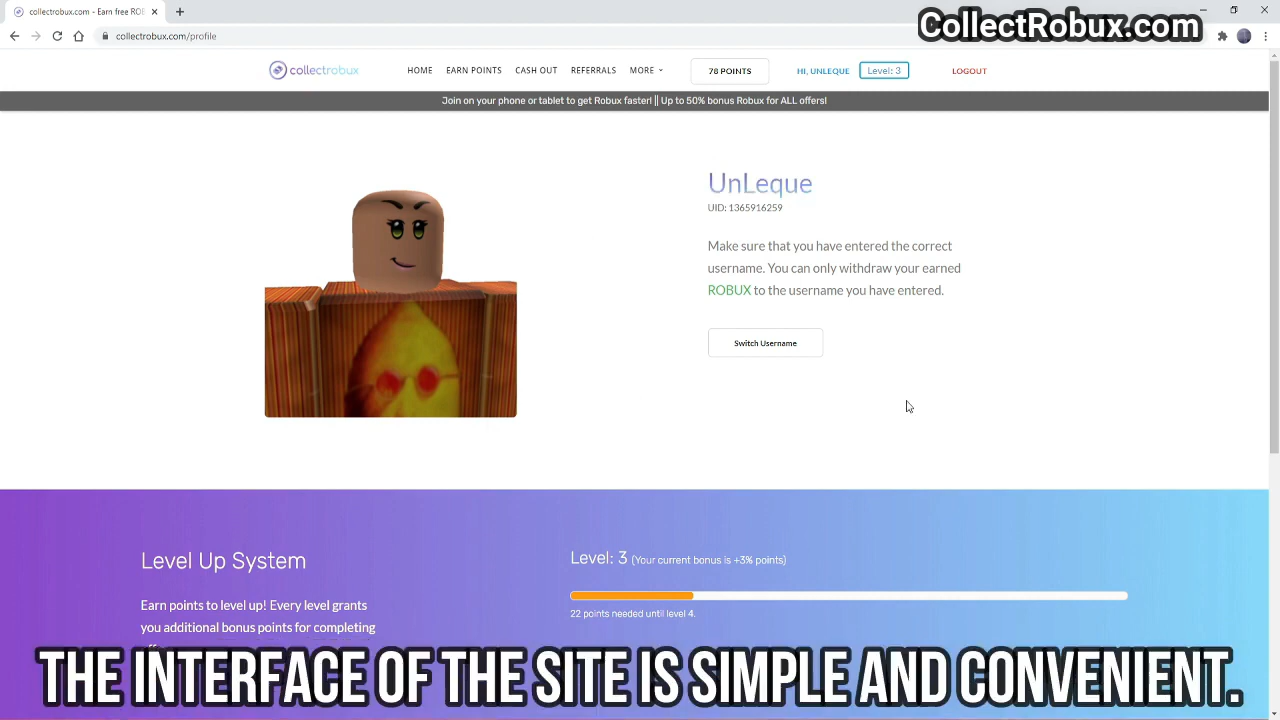 collectrobux.com - Earn free ROB
CollectRobux.com
collectrobux.com/profile
collectrobux HOME EARN POINTS CASH OUT REFERRALS MORE 78 POINTS HI, UNLEQUE Level: 3 LOGOUT
Join on your phone or tablet to get Robux faster! || Up to 50% bonus Robux for ALL offers!
UnLeque
UID: 1365916259
Make sure that you have entered the correct
username. You can only withdraw your earned
ROBUX to the username you have entered.
Switch Username
Level Up System
Level: 3 (Your current bonus is +3% points)
Earn points to level up! Every level grants
you additional bonus points for completing
22 points needed until level 4.
THE INTERFACE OF THE SITE IS SIMPLE AND CONVENIENT.